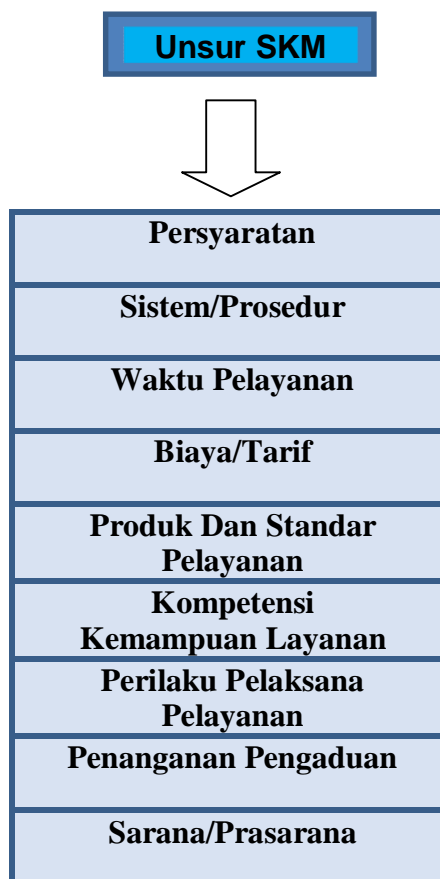 Unsur SKM
Persyaratan
Sistem/Prosedur
Waktu Pelayanan
Biaya/Tarif
Produk Dan Standar
Pelayanan
Kompetensi
Kemampuan Layanan
Perilaku Pelaksana
Pelayanan
Penanganan Pengaduan
Sarana/Prasarana